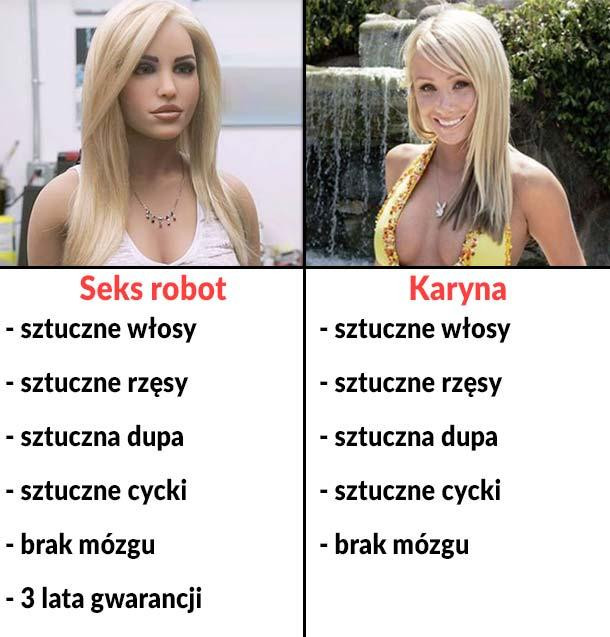 Seks robot
- sztuczne włosy
- sztuczne rzęsy
- sztuczna dupa
- sztuczne cycki
- brak mózgu
- 3 lata gwarancji
Karyna
- sztuczne włosy
- sztuczne rzęsy
- sztuczna dupa
- sztuczne cycki
- brak mózgu